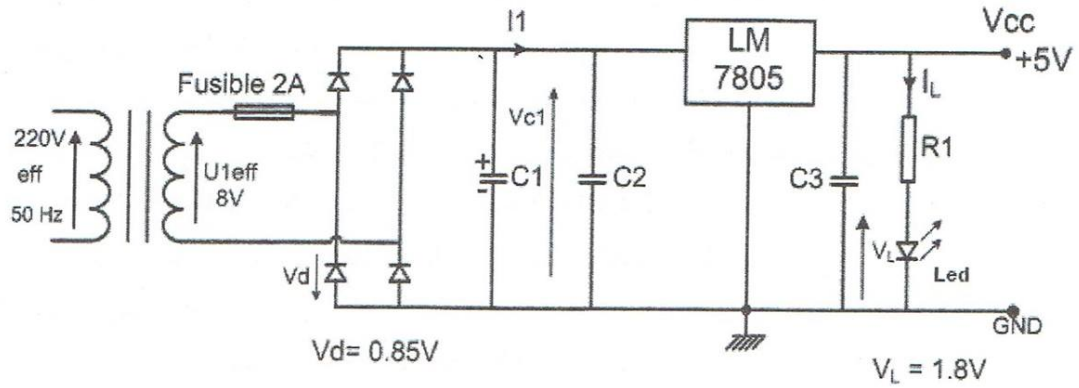 I1
LM
7805
Vcc
+5V
Fusible 2A
IL
220V
eff
50 Hz
U1eff
8V
Vc1
+
-
C1
C2
C3
R1
VL
Led
Vd
GND
Vd= 0.85V
VL = 1.8V